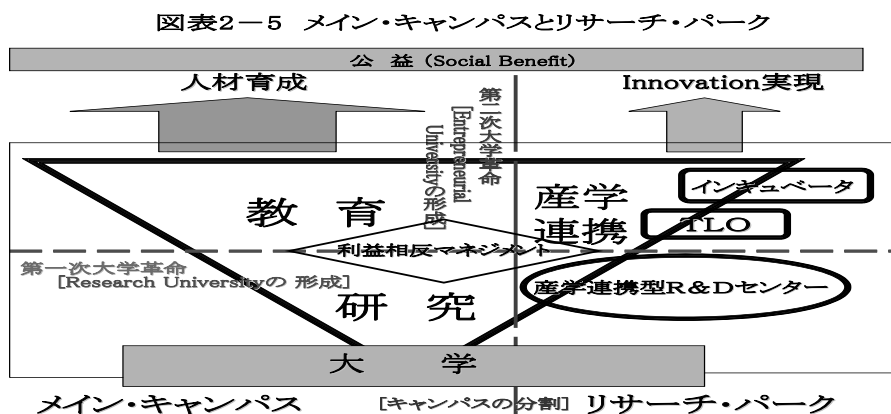 図表2－5 メイン・キャンパスとリサーチ・パーク
公 益 (Social Benefit)
人材育成
Innovation実現
第二次大学革命
[Entrepreneurial
Universityの形成]
教 育
産学
連携
インキュベータ
TLO
利益相反マネジメント
第一次大学革命
[Research Universityの 形成]
研 究
産学連携型R＆Dセンター
大 学
メイン・キャンパス
[キャンパスの分割]
リサーチ・パーク